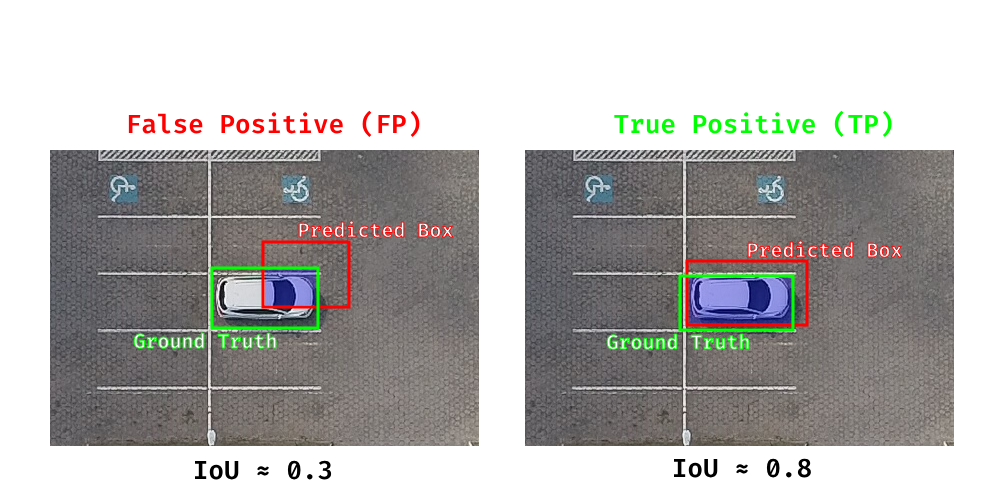 False Positive (FP)
True Positive (TP)
Predicted Box
Ground Truth
IoU ≈ 0.3
Predicted Box
Ground Truth
IoU ≈ 0.8